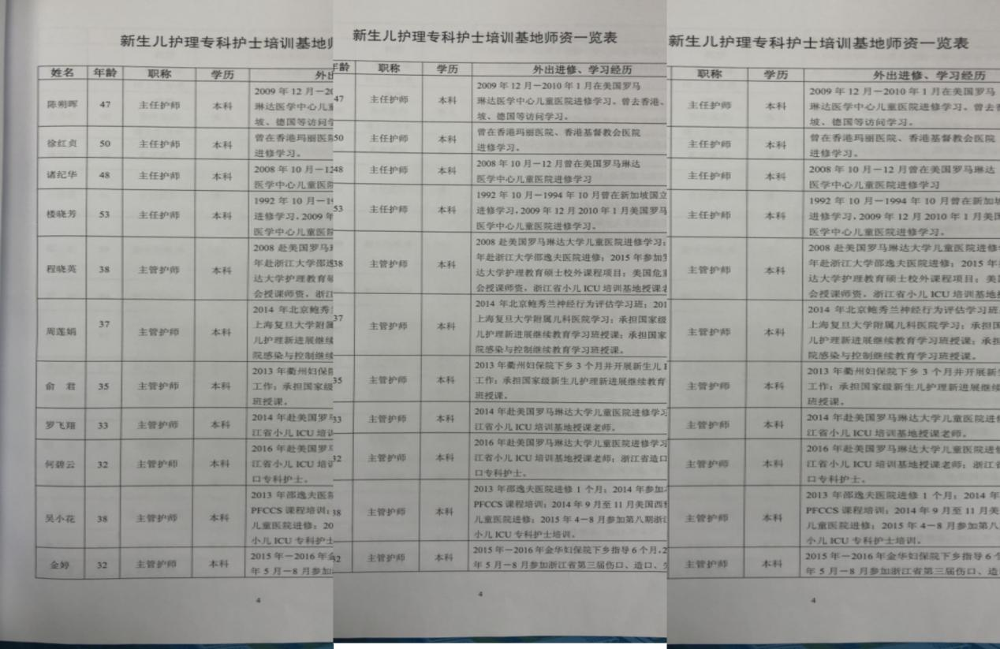 新生儿护理专科护士培训基地
姓名 年龄 职称 学历 外出
陈朔晖 47 主任护师 本科 2009 年 12 月－20
琳达医学中心儿童
坡、德国等访问学
徐红贞 50 主任护师 本科 曾在香港玛丽医院
进修学习。
诸纪华 48 主任护师 本科 2008 年 10 月－12
医学中心儿童医院
楼晓芳 53 主任护师 本科 1992 年 10 月－19
进修学习，2009 年
医学中心儿童医院
程晓英 38 主管护师 本科 2008 赴美国罗马
年赴浙江大学邵逸
达大学护理教育硕
会授课师资，浙江
周莲娟 37 主管护师 本科 2014 年北京鲍秀
上海复旦大学附属
儿护理新进展继续
院感染与控制继续
俞 君 35 主管护师 本科 2013 年衢州妇保院
工作；承担国家级
班授课。
罗飞翔 33 主管护师 本科 2014 年赴美国罗马
江省小儿 ICU 培训
何碧云 32 主管护师 本科 2016 年赴美国罗马
江省小儿 ICU 培训
口专科护士。
吴小花 38 主管护师 本科 2013 年邵逸夫医院
PFCCS 课程培训；
儿童医院进修；20
小儿 ICU 专科护士
金婷 32 主管护师 本科 2015 年－2016 年金
年 5 月－8 月参加
4
新生儿护理专科护士培训基地师资一览表
年龄 职称 学历 外出进修、学习经历
47 主任护师 本科 2009 年 12 月－2010 年 1 月在美国罗马
琳达医学中心儿童医院进修学习。曾去香港、
坡、德国等访问学习。
50 主任护师 本科 曾在香港玛丽医院、香港基督教会医院
进修学习。
48 主任护师 本科 2008 年 10 月－12 月曾在美国罗马琳达
医学中心儿童医院进修学习
53 主任护师 本科 1992 年 10 月－1994 年 10 月曾在新加坡国立
进修学习，2009 年 12 月 2010 年 1 月美国罗马
医学中心儿童医院进修学习。
38 主管护师 本科 2008 赴美国罗马琳达大学儿童医院进修学习；
年赴浙江大学邵逸夫医院进修；2015 年参加罗
达大学护理教育硕士校外课程项目；美国危重
会授课师资，浙江省小儿 ICU 培训基地授课老
37 主管护师 本科 2014 年北京鲍秀兰神经行为评估学习班；201
上海复旦大学附属儿科医院学习；承担国家级
儿护理新进展继续教育学习班授课；承担国家
院感染与控制继续教育学习班授课。
35 主管护师 本科 2013 年衢州妇保院下乡 3 个月并开展新生儿 I
工作；承担国家级新生儿护理新进展继续教育
班授课。
33 主管护师 本科 2014 年赴美国罗马琳达大学儿童医院进修学习
江省小儿 ICU 培训基地授课老师。
32 主管护师 本科 2016 年赴美国罗马琳达大学儿童医院进修学习
江省小儿 ICU 培训基地授课老师；浙江省造口
口专科护士。
38 主管护师 本科 2013 年邵逸夫医院进修 1 个月；2014 年参加
PFCCS 课程培训；2014 年 9 月至 11 月美国西
儿童医院进修；2015 年 4－8 月参加第八期浙江
小儿 ICU 专科护士培训。
32 主管护师 本科 2015 年－2016 年金华妇保院下乡指导 6 个月，2
年 5 月－8 月参加浙江省第三届伤口、造口、
4
新生儿护理专科护士培训基地师资一览表
职称 学历 外出进修、学习经历
主任护师 本科 2009 年 12 月－2010 年 1 月在美国罗马
琳达医学中心儿童医院进修学习。曾去香
坡、德国等访问学习。
主任护师 本科 曾在香港玛丽医院、香港基督教会医院
进修学习。
主任护师 本科 2008 年 10 月－12 月曾在美国罗马琳达
医学中心儿童医院进修学习
主任护师 本科 1992 年 10 月－1994 年 10 月曾在新加坡
进修学习，2009 年 12 月 2010 年 1 月美国
医学中心儿童医院进修学习。
主管护师 本科 2008 赴美国罗马琳达大学儿童医院进修
年赴浙江大学邵逸夫医院进修；2015 年
达大学护理教育硕士校外课程项目；美国
会授课师资，浙江省小儿 ICU 培训基地授
主管护师 本科 2014 年北京鲍秀兰神经行为评估学习班
上海复旦大学附属儿科医院学习；承担国
儿护理新进展继续教育学习班授课；承担
院感染与控制继续教育学习班授课。
主管护师 本科 2013 年衢州妇保院下乡 3 个月并开展新生
工作；承担国家级新生儿护理新进展继续
班授课。
主管护师 本科 2014 年赴美国罗马琳达大学儿童医院进修
江省小儿 ICU 培训基地授课老师。
主管护师 本科 2016 年赴美国罗马琳达大学儿童医院进修
江省小儿 ICU 培训基地授课老师；浙江省
口专科护士。
主管护师 本科 2013 年邵逸夫医院进修 1 个月；2014 年
PFCCS 课程培训；2014 年 9 月至 11 月美
儿童医院进修；2015 年 4－8 月参加第八
小儿 ICU 专科护士培训。
主管护师 本科 2015 年－2016 年金华妇保院下乡指导 6 个
年 5 月－8 月参加浙江省第三届伤口、造
4